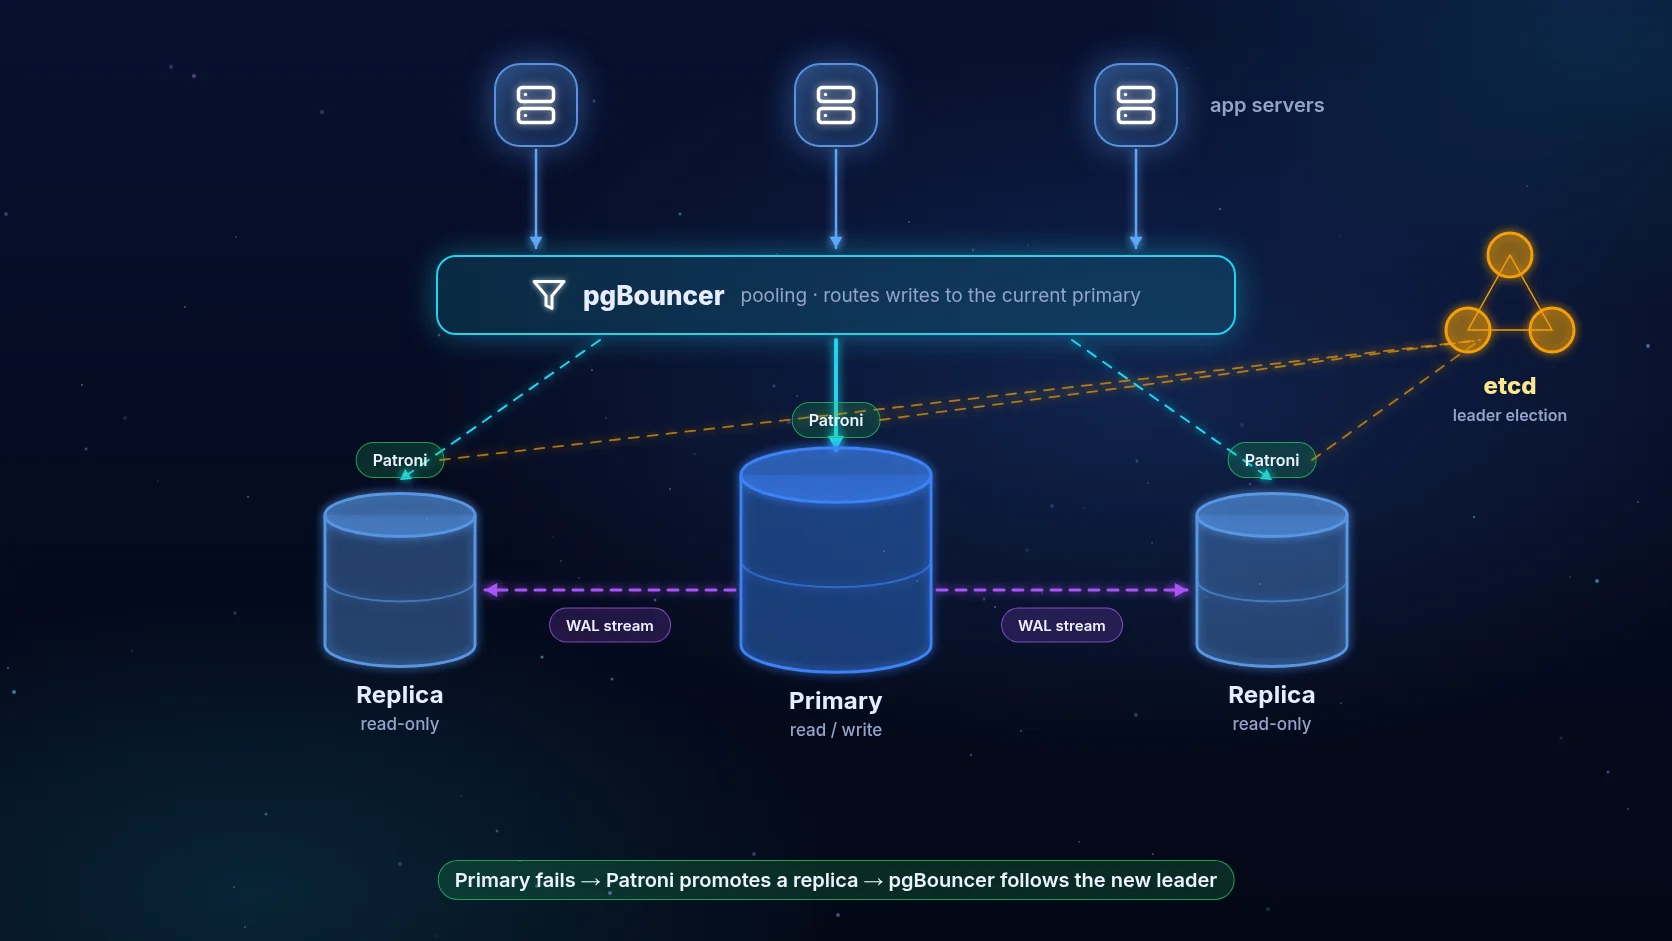 app servers
pgBouncer pooling · routes writes to the current primary
etcd
leader election
Patroni
Patroni
Patroni
WAL stream
WAL stream
Replica
read-only
Primary
read / write
Replica
read-only
Primary fails → Patroni promotes a replica → pgBouncer follows the new leader